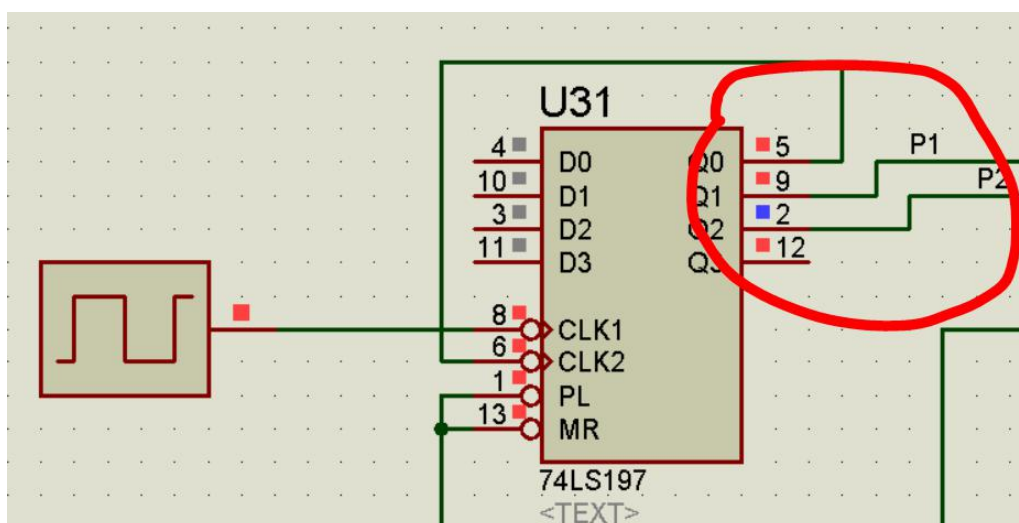 U31
4 D0 Q0 5 P1
10 D1 Q1 9 P2
3 D2 Q2 2
11 D3 12
8 CLK1
6 CLK2
1 PL
13 MR
74LS197
<TEXT>